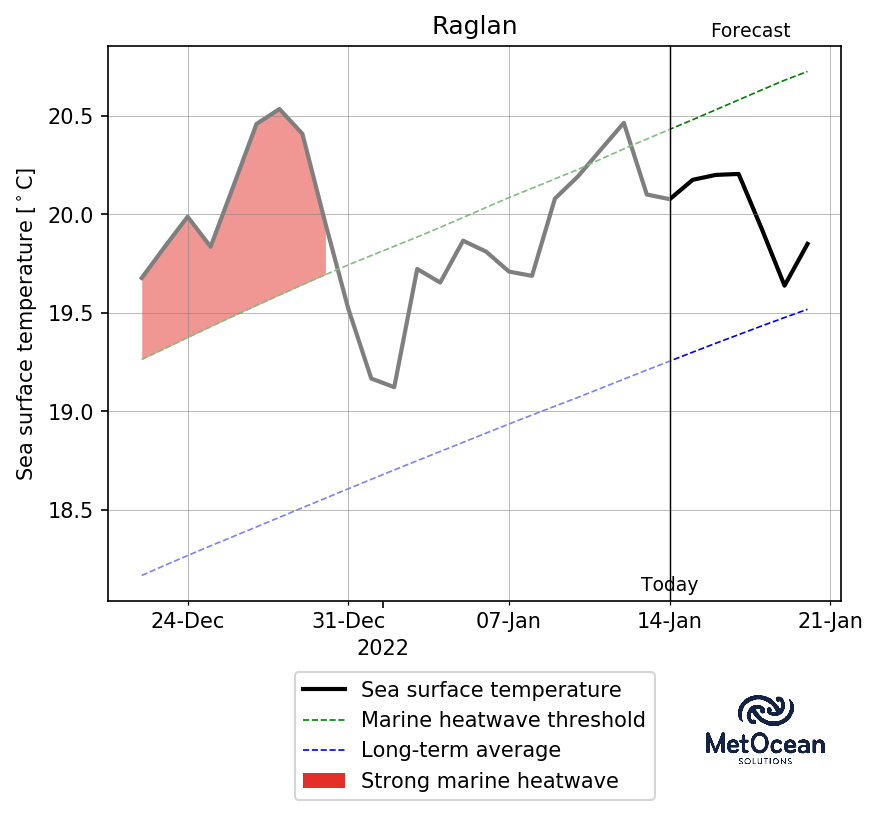 Raglan
Forecast
Sea surface temperature [°C]
20.5
20.0
19.5
19.0
18.5
Today
24-Dec
31-Dec
07-Jan
14-Jan
21-Jan
2022
Sea surface temperature
Marine heatwave threshold
Long-term average
Strong marine heatwave
MetOcean
SOLUTIONS